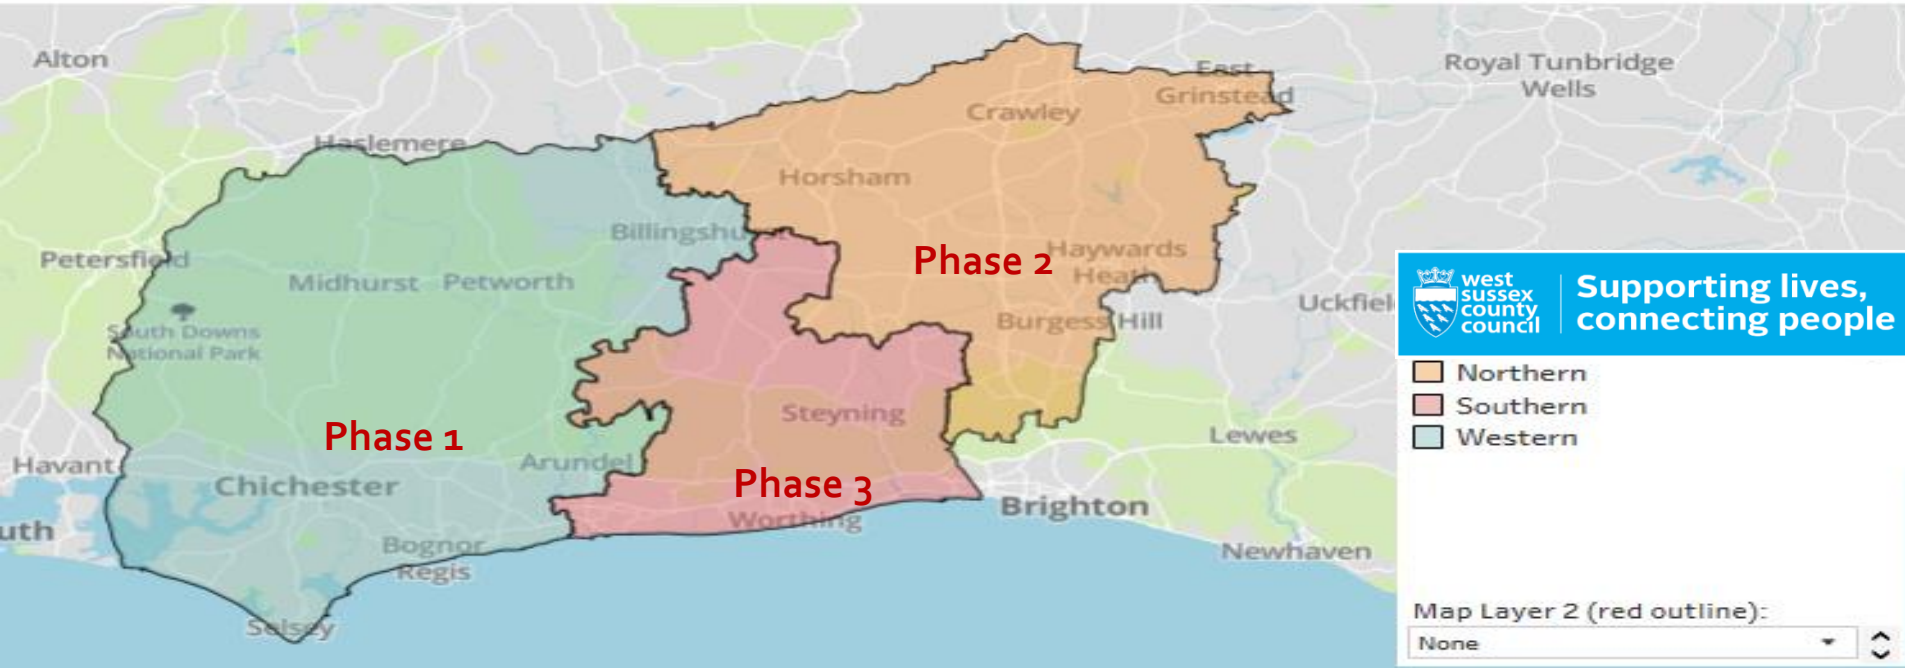 Alton
East
Grinstead
Royal Tunbridge
Wells
Crawley
Haslemere
Horsham
Billingshurst
Petersfield
Midhurst
Petworth
Phase 2
Haywards
Heath
South Downs
National Park
Burgess Hill
Uckfiel
west
sussex
county
council
Supporting lives,
connecting people
Northern
Southern
Western
Steyning
Phase 1
Lewes
Havant
Arundel
Chichester
Phase 3
Worthing
Brighton
uth
Bognor
Regis
Newhaven
Selsey
Map Layer 2 (red outline):
None